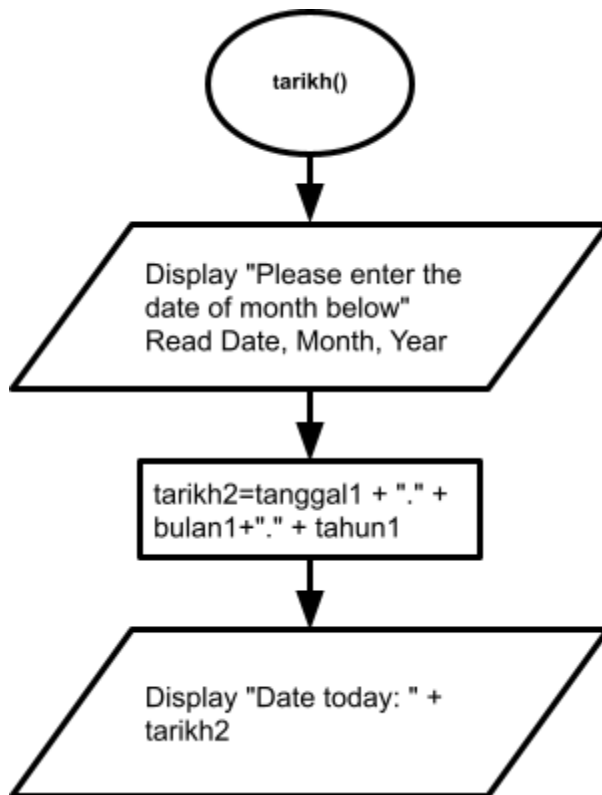 tarikh()
Display "Please enter the
date of month below"
Read Date, Month, Year
tarikh2=tanggal1 + "." +
bulan1+"." + tahun1
Display "Date today: " +
tarikh2